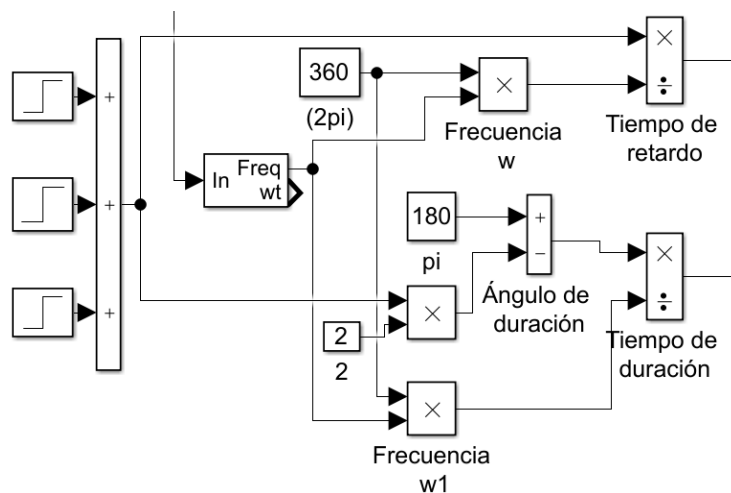 +
+
+
360
(2pi)
×
Frecuencia
w
×
÷
Tiempo de
retardo
In
Freq
wt
180
pi
+
−
Ángulo de
duración
×
÷
Tiempo de
duración
×
2
2
×
Frecuencia
w1